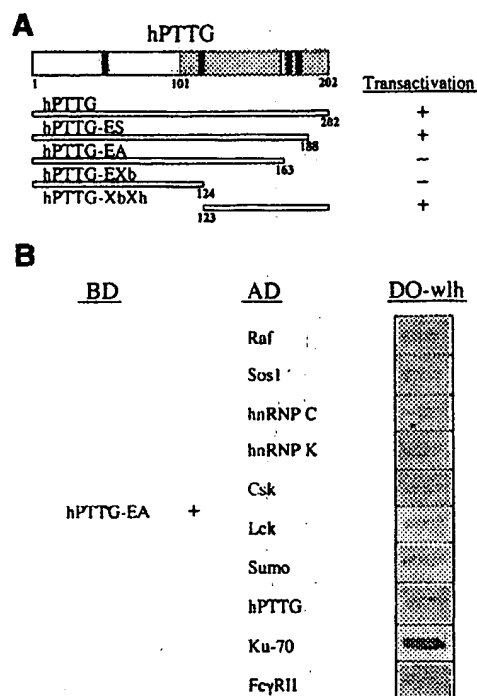 A
hPTTG
1 101 202
Transactivation
hPTTG +
202
hPTTG-ES +
188
hPTTG-EA –
163
hPTTG-EXb –
124
hPTTG-XbXh +
123
B
BD AD DO-wlh
Raf
Sos1
hnRNP C
hnRNP K
Csk
hPTTG-EA +
Lck
Sumo
hPTTG
Ku-70
FcγRII